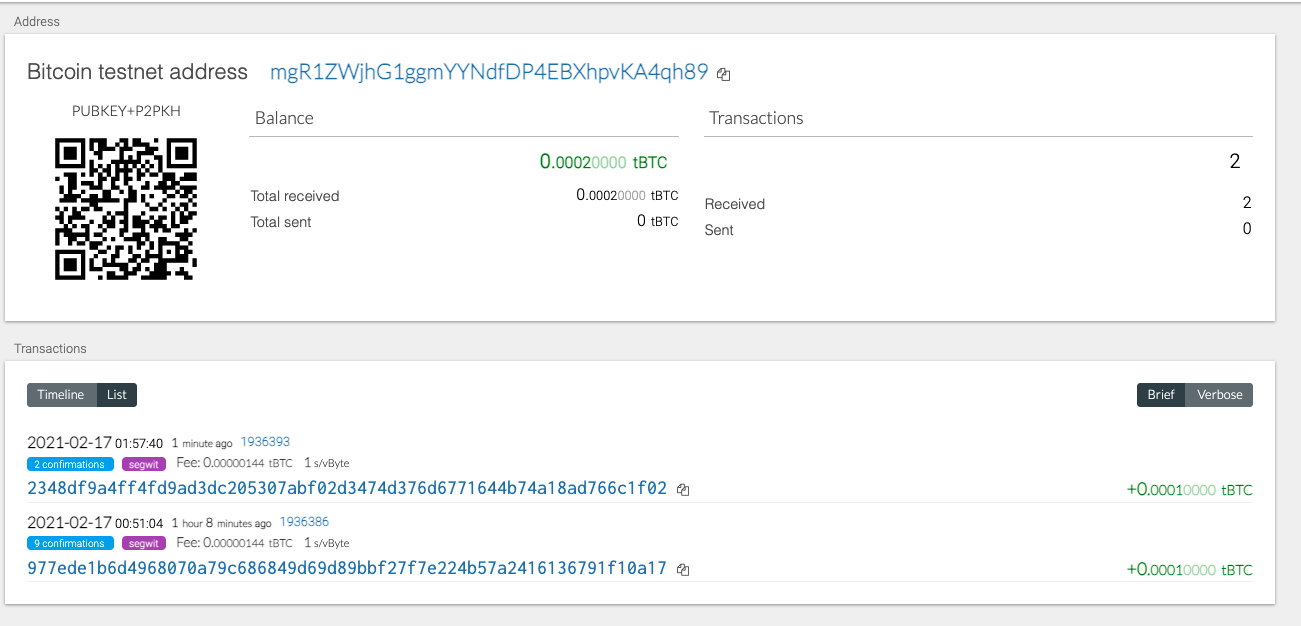 Address
Bitcoin testnet address mgR1ZWjhG1ggmYYNdfDP4EBXhpvKA4qh89
PUBKEY+P2PKH
Balance
0.00020000 tBTC
Total received 0.00020000 tBTC
Total sent 0 tBTC
Transactions
2
Received 2
Sent 0
Transactions
Timeline List Brief Verbose
2021-02-17 01:57:40 1 minute ago 1936393
2 confirmations segwit Fee: 0.00000144 tBTC 1 s/vByte
2348df9a4ff4fd9ad3dc205307abf02d3474d376d6771644b74a18ad766c1f02 +0.00010000 tBTC
2021-02-17 00:51:04 1 hour 8 minutes ago 1936386
9 confirmations segwit Fee: 0.00000144 tBTC 1 s/vByte
977ede1b6d4968070a79c686849d69d89bbf27f7e224b57a2416136791f10a17 +0.00010000 tBTC